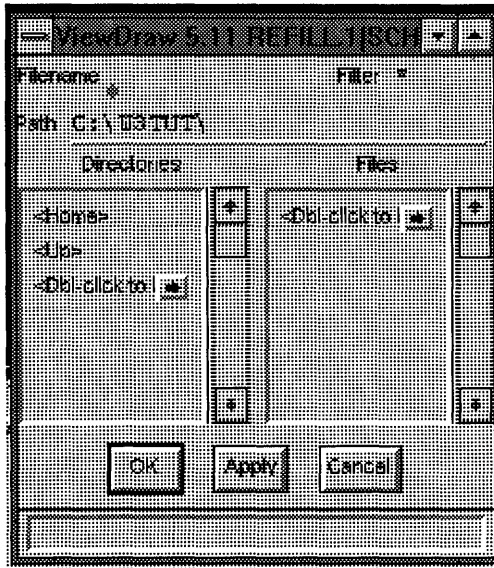 ViewDraw 5.11 REFILL.1|SCH
Filename Filter *
Path C:\W3TUT\
Directories Files
<Home> <Dbl-click to
<Up>
<Dbl-click to
OK Apply Cancel